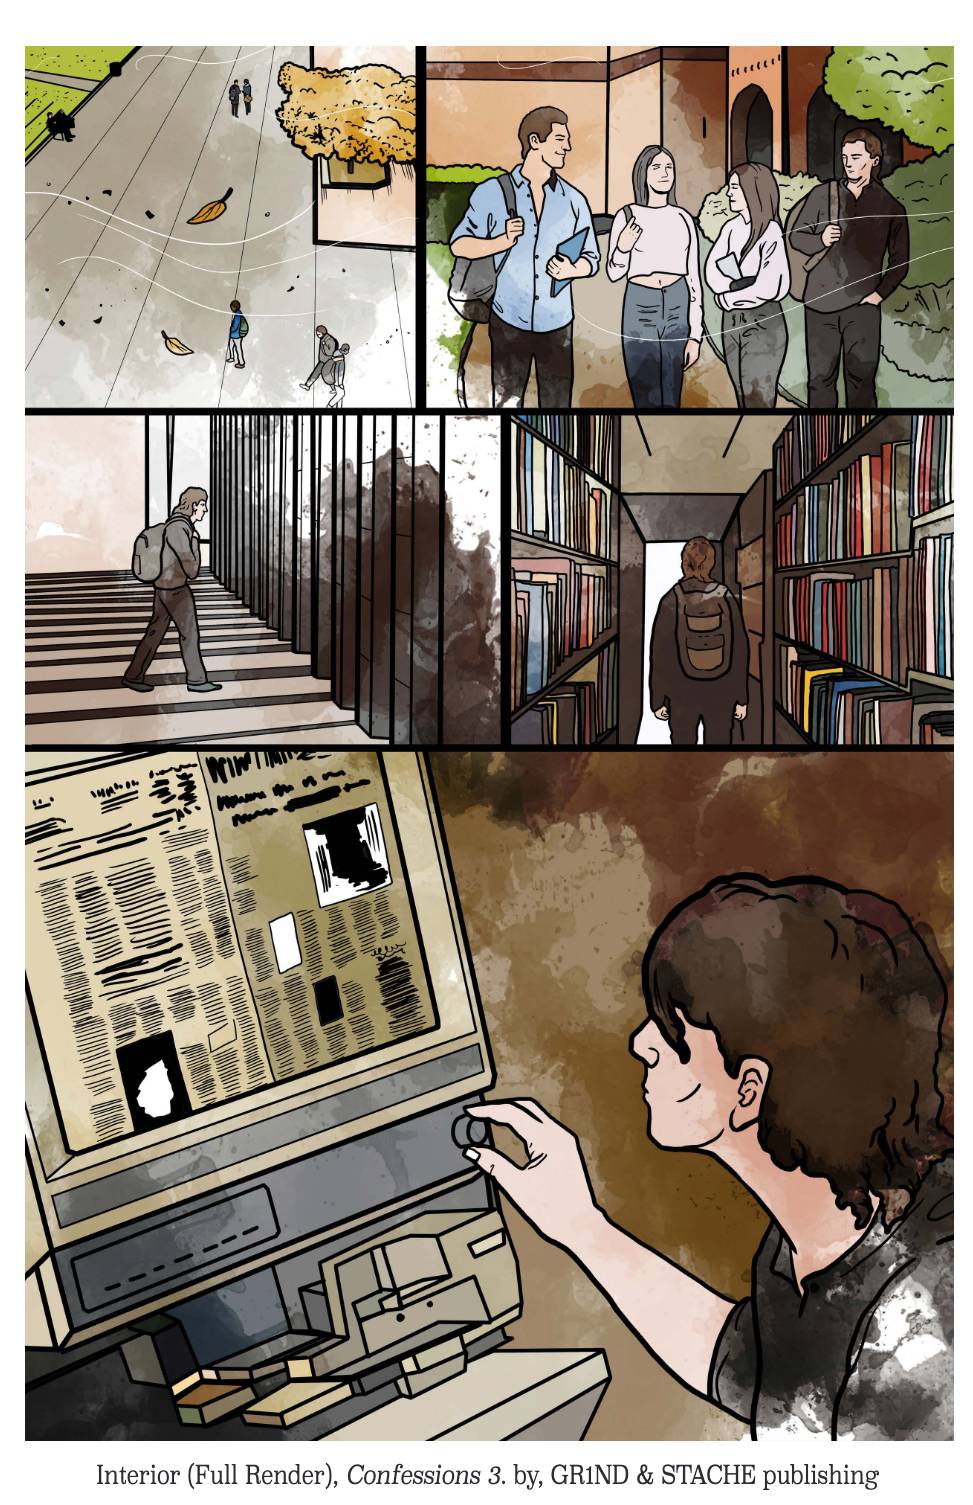 Interior (Full Render), Confessions 3. by, GR1ND & STACHE publishing